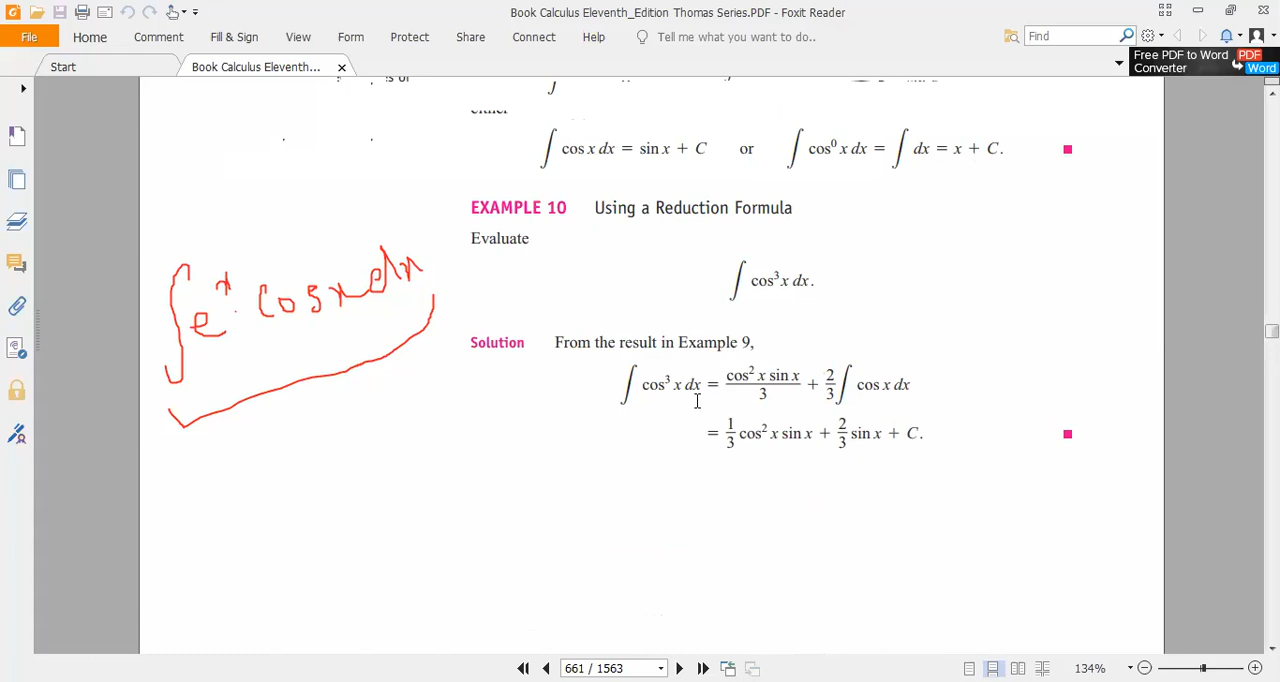 Book Calculus Eleventh_Edition Thomas Series.PDF - Foxit Reader
File Home Comment Fill & Sign View Form Protect Share Connect Help Tell me what you want to do.. Find
Start Book Calculus Eleventh... Free PDF to Word Converter PDF Word
either
∫ cos x dx = sin x + C or ∫ cos⁰ x dx = ∫ dx = x + C.
EXAMPLE 10 Using a Reduction Formula
Evaluate
∫ cos³ x dx.
∫ eˣ. cos x dx
Solution From the result in Example 9,
∫ cos³ x dx = cos² x sin x / 3 + 2/3 ∫ cos x dx
= 1/3 cos² x sin x + 2/3 sin x + C.
661 / 1563 134%